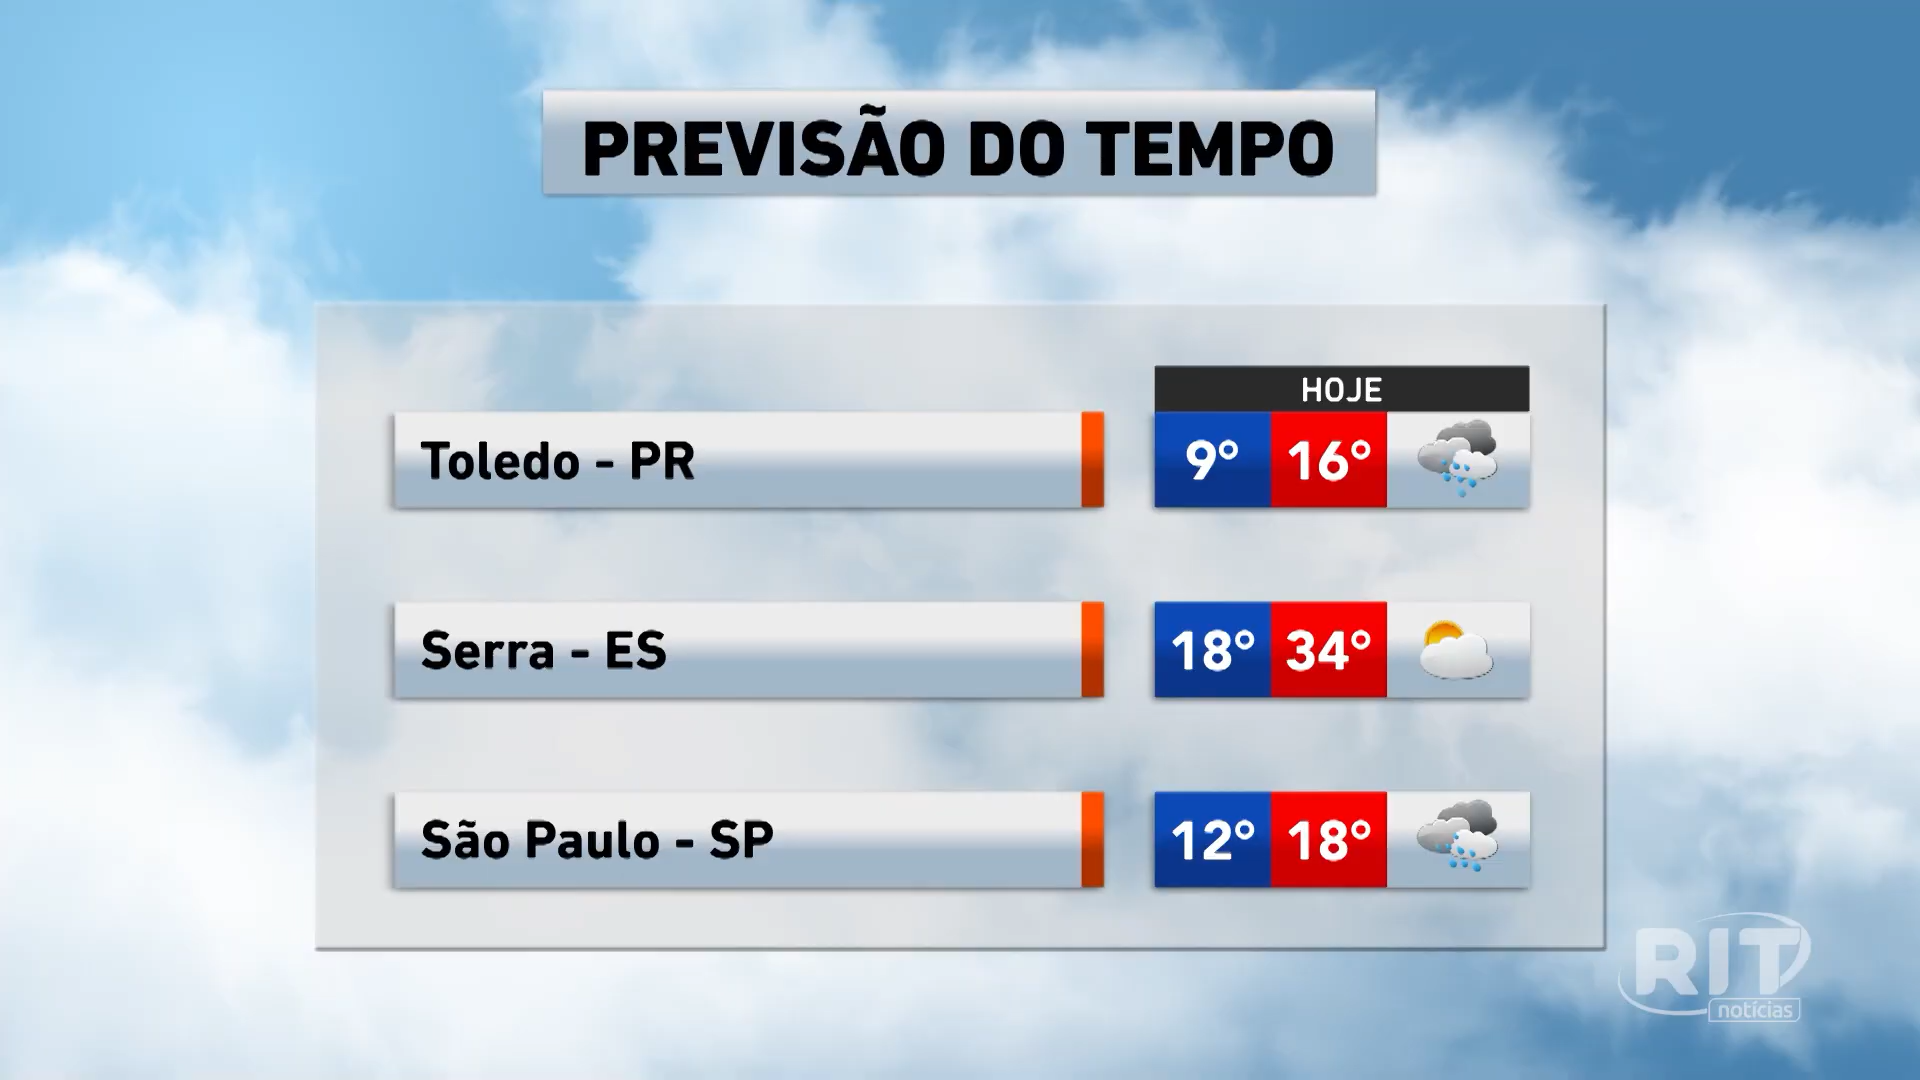 PREVISÃO DO TEMPO
HOJE
Toledo - PR 9° 16°
Serra - ES 18° 34°
São Paulo - SP 12° 18°
RIT
notícias